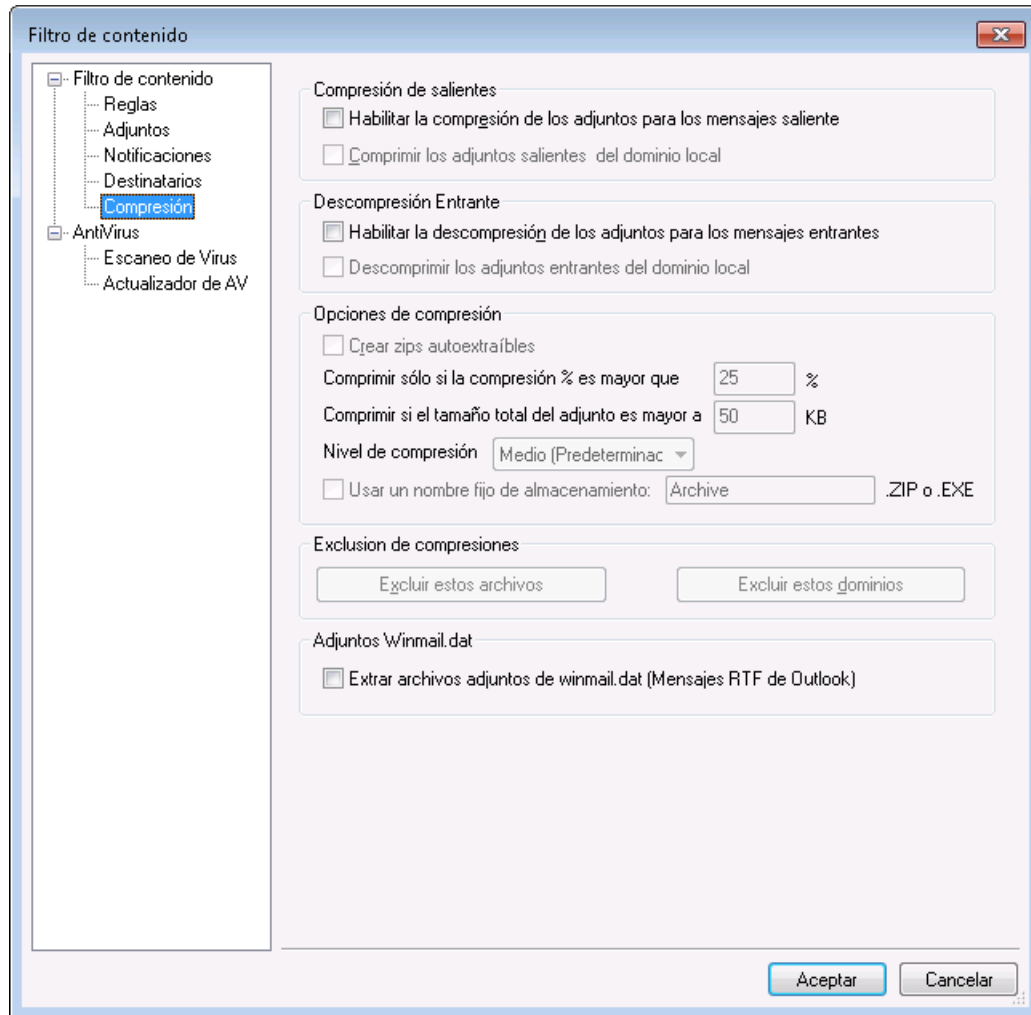 Filtro de contenido
Filtro de contenido
Reglas
Adjuntos
Notificaciones
Destinatarios
Compresión
AntiVirus
Escaneo de Virus
Actualizador de AV
Compresión de salientes
Habilitar la compresión de los adjuntos para los mensajes saliente
Comprimir los adjuntos salientes del dominio local
Descompresión Entrante
Habilitar la descompresión de los adjuntos para los mensajes entrantes
Descomprimir los adjuntos entrantes del dominio local
Opciones de compresión
Crear zips autoextraíbles
Comprimir sólo si la compresión % es mayor que 25 %
Comprimir si el tamaño total del adjunto es mayor a 50 KB
Nivel de compresión Medio (Predeterminac
Usar un nombre fijo de almacenamiento: Archive .ZIP o .EXE
Exclusion de compresiones
Excluir estos archivos Excluir estos dominios
Adjuntos Winmail.dat
Extrar archivos adjuntos de winmail.dat (Mensajes RTF de Outlook)
Aceptar Cancelar